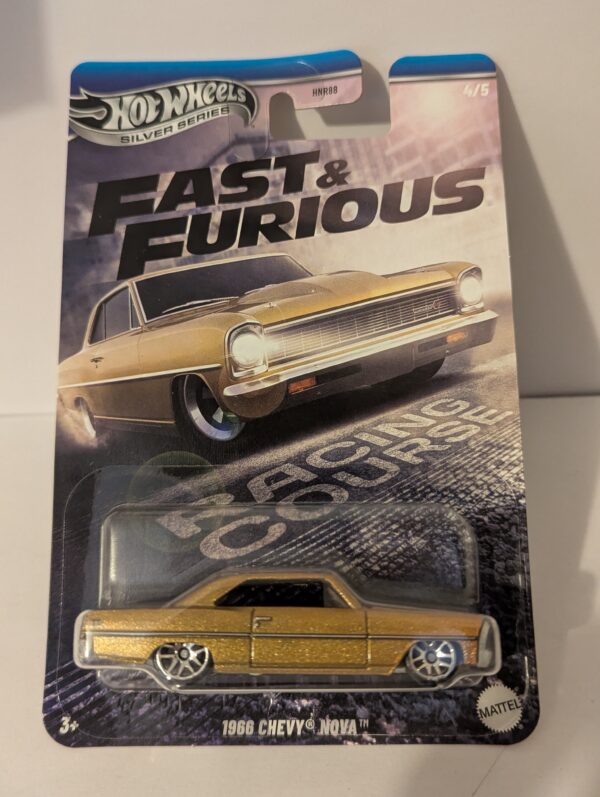 HNR88
4/5
HOT WHEELS
SILVER SERIES
FAST &
FURIOUS
RACING
COURSE
3+
1966 CHEVY® NOVA™
MATTEL